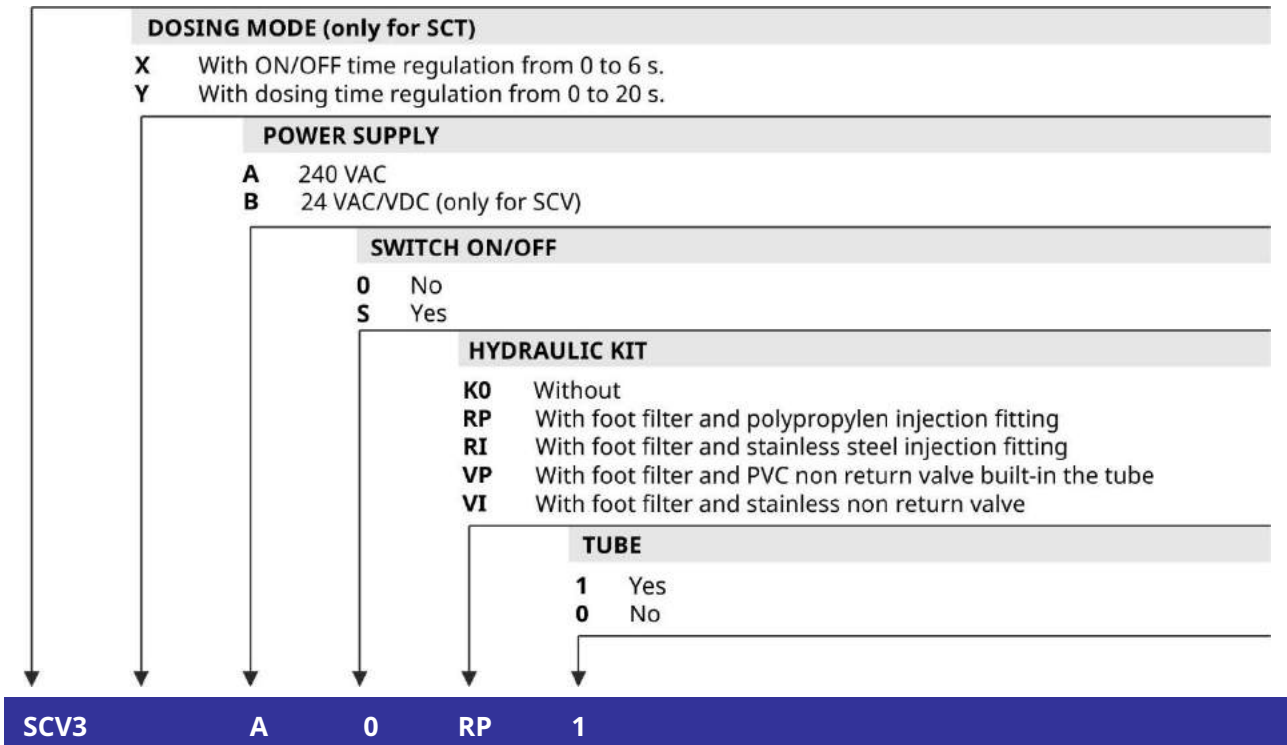 DOSING MODE (only for SCT)
X With ON/OFF time regulation from 0 to 6 s.
Y With dosing time regulation from 0 to 20 s.
POWER SUPPLY
A 240 VAC
B 24 VAC/VDC (only for SCV)
SWITCH ON/OFF
0 No
S Yes
HYDRAULIC KIT
K0 Without
RP With foot filter and polypropylen injection fitting
RI With foot filter and stainless steel injection fitting
VP With foot filter and PVC non return valve built-in the tube
VI With foot filter and stainless non return valve
TUBE
1 Yes
0 No
SCV3 A 0 RP 1